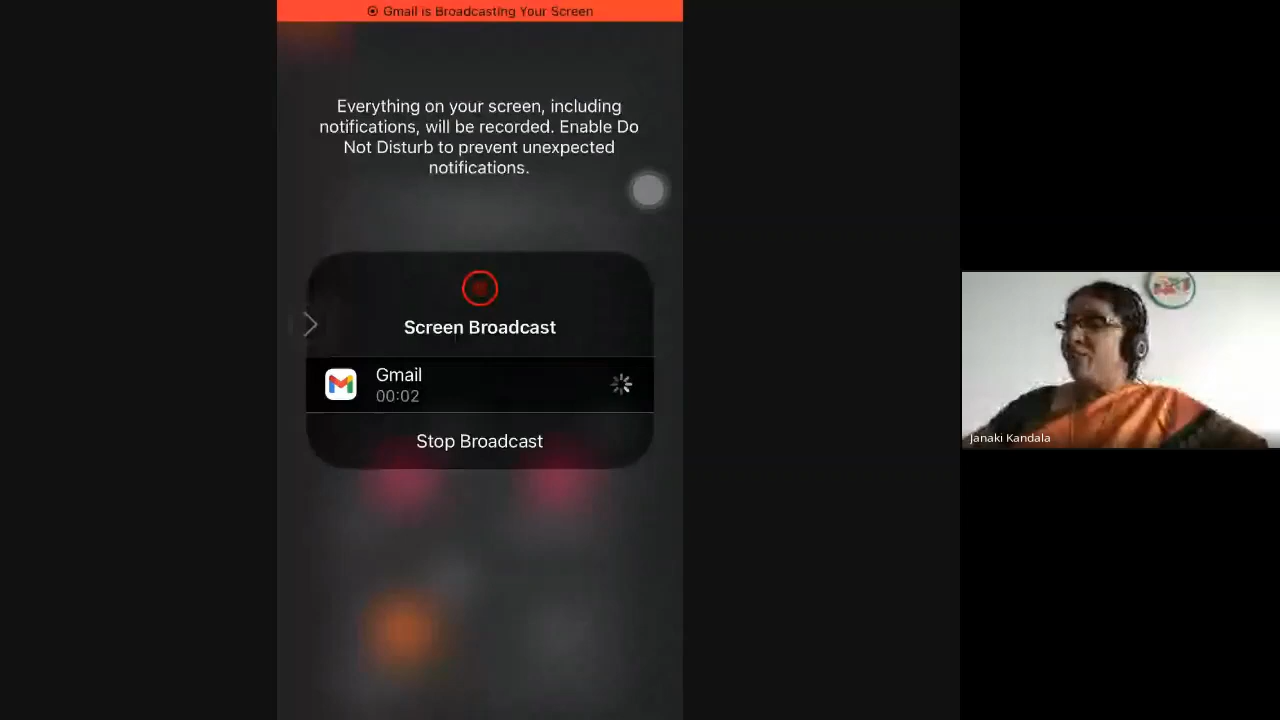 Gmail is Broadcasting Your Screen
Everything on your screen, including
notifications, will be recorded. Enable Do
Not Disturb to prevent unexpected
notifications.
Screen Broadcast
Gmail
00:02
Stop Broadcast
Janaki Kandala